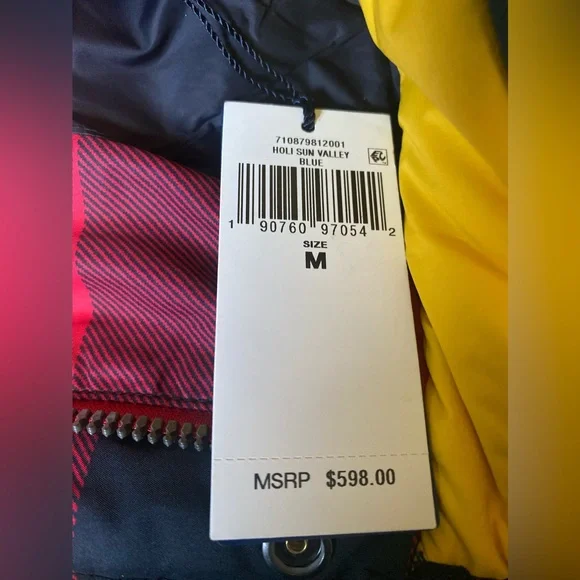 710879812001
HOLI SUN VALLEY
BLUE
1 90760 97054 2
SIZE
M
MSRP $598.00